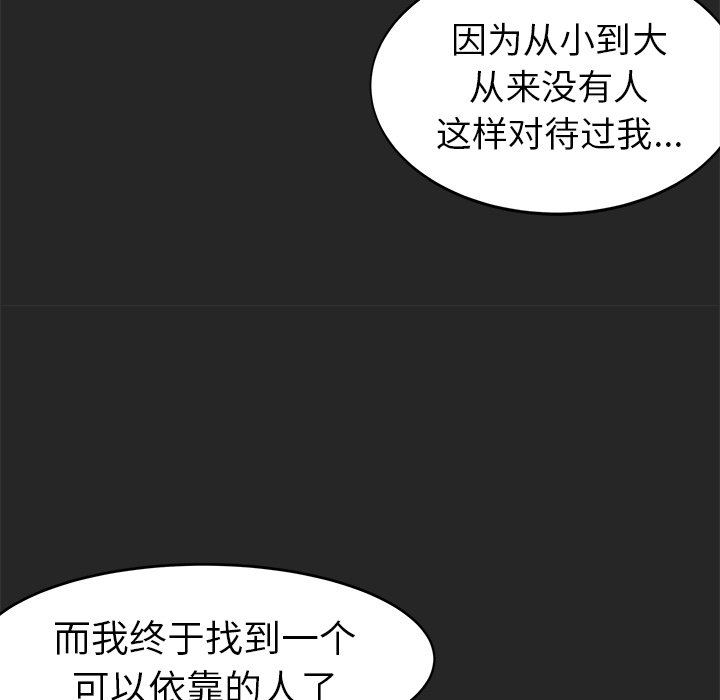 因为从小到大
从来没有人
这样对待过我...
而我终于找到一个
可以依靠的人了